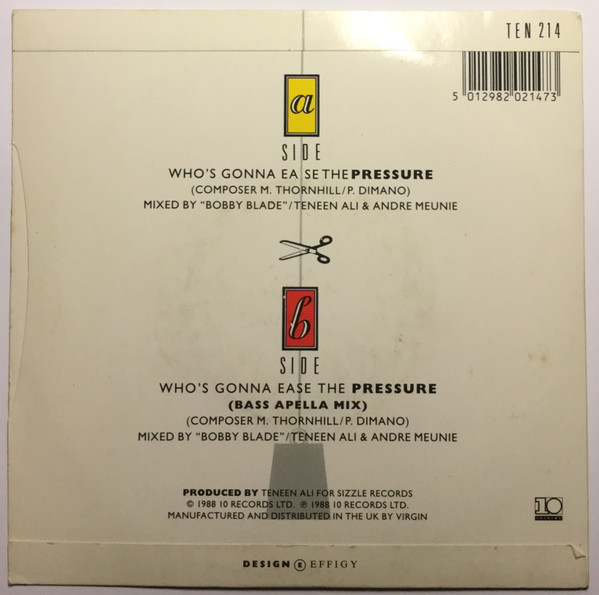 TEN 214
5 012982 021473
a
SIDE
WHO'S GONNA EA SE THE PRESSURE
(COMPOSER M. THORNHILL/P. DIMANO)
MIXED BY "BOBBY BLADE"/TENEEN ALI & ANDRE MEUNIE
b
SIDE
WHO'S GONNA EASE THE PRESSURE
(BASS APELLA MIX)
(COMPOSER M. THORNHILL/P. DIMANO)
MIXED BY "BOBBY BLADE"/TENEEN ALI & ANDRE MEUNIE
PRODUCED BY TENEEN ALI FOR SIZZLE RECORDS
© 1988 10 RECORDS LTD. ℗ 1988 10 RECORDS LTD.
MANUFACTURED AND DISTRIBUTED IN THE UK BY VIRGIN
10
DESIGN E EFFIGY